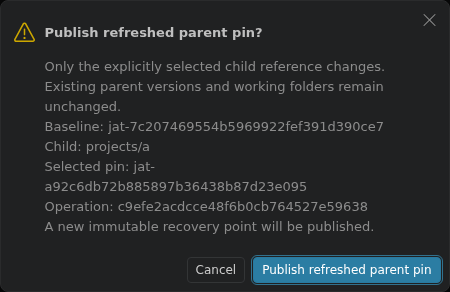 Publish refreshed parent pin?
Only the explicitly selected child reference changes.
Existing parent versions and working folders remain
unchanged.
Baseline: jat-7c207469554b5969922fef391d390ce7
Child: projects/a
Selected pin: jat-
a92c6db72b885897b36438b87d23e095
Operation: c9efe2acdcce48f6b0cb764527e59638
A new immutable recovery point will be published.
Cancel
Publish refreshed parent pin